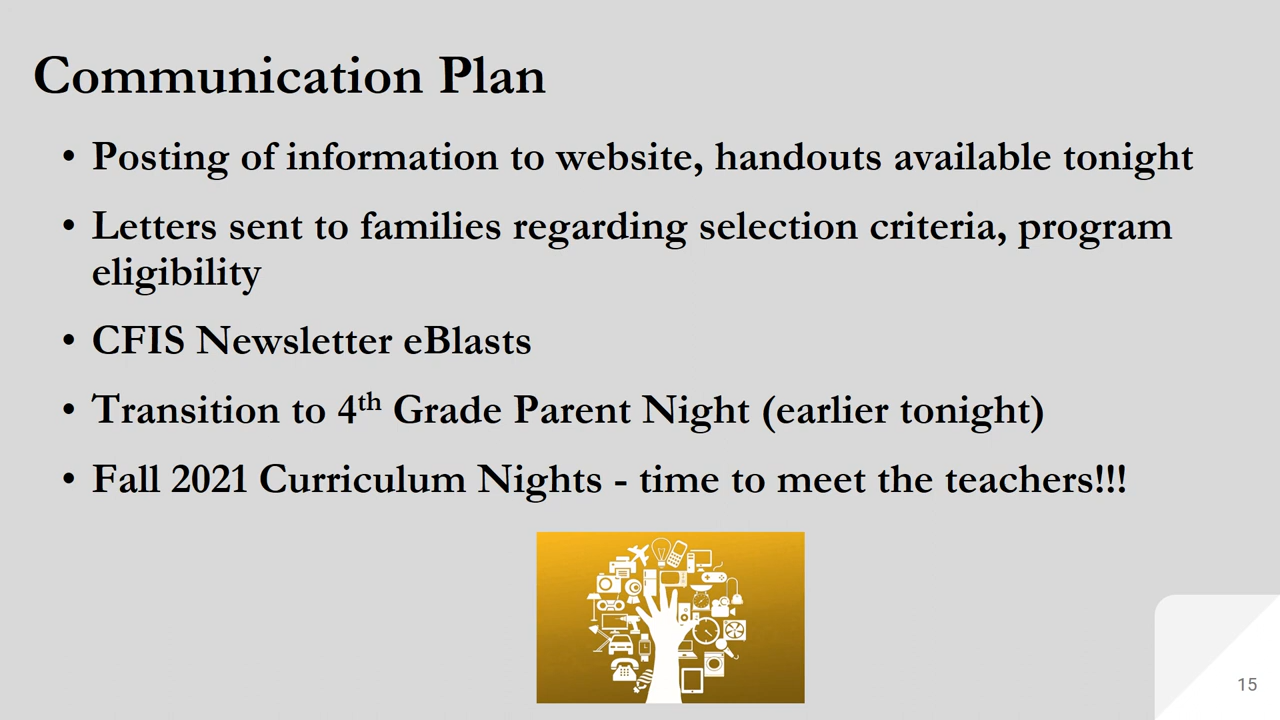 Communication Plan
• Posting of information to website, handouts available tonight
• Letters sent to families regarding selection criteria, program
eligibility
• CFIS Newsletter eBlasts
• Transition to 4th Grade Parent Night (earlier tonight)
• Fall 2021 Curriculum Nights - time to meet the teachers!!!
15